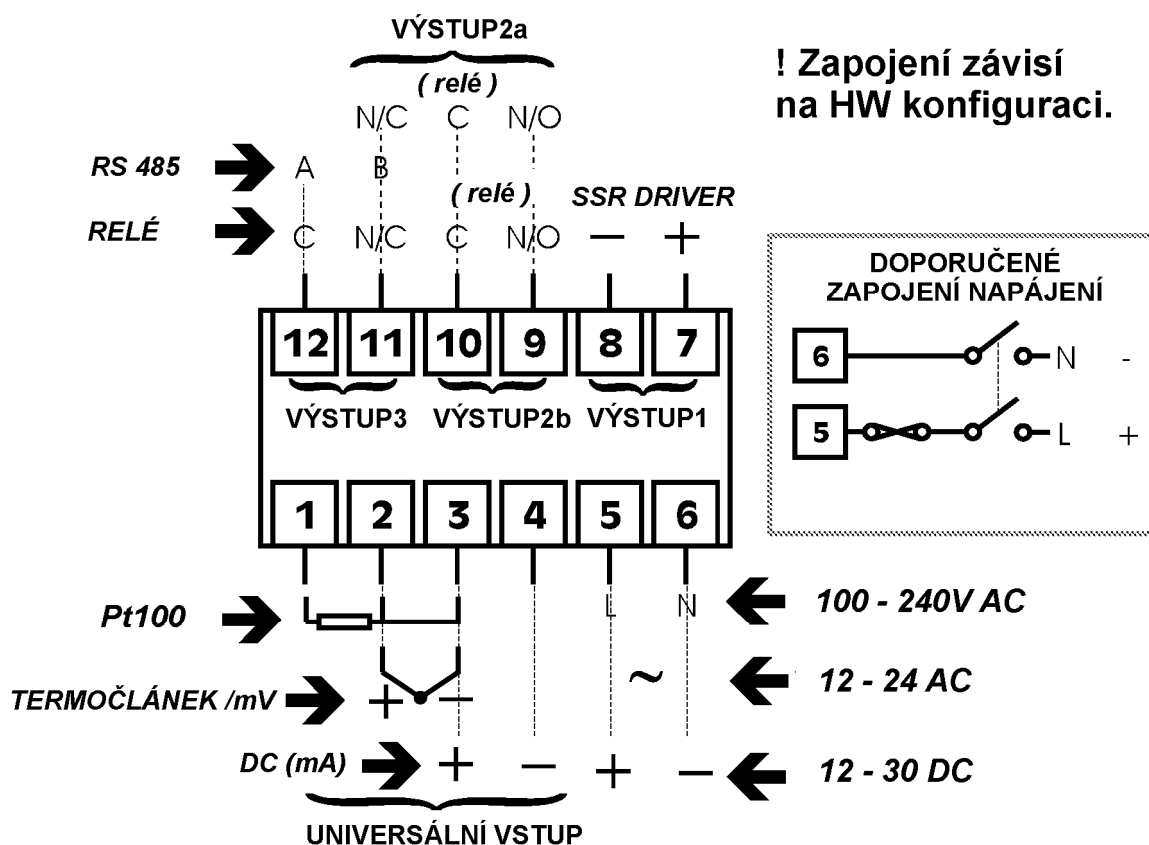 VÝSTUP2a
! Zapojení závisí
na HW konfiguraci.
( relé )
N/C C N/O
RS 485 A B
( relé ) SSR DRIVER
RELÉ C N/C C N/O − +
DOPORUČENÉ
ZAPOJENÍ NAPÁJENÍ
12 11 10 9 8 7
6 N -
VÝSTUP3 VÝSTUP2b VÝSTUP1
5 L +
1 2 3 4 5 6
Pt100 L N 100 - 240V AC
~ 12 - 24 AC
TERMOČLÁNEK /mV + −
DC (mA) + − + − 12 - 30 DC
UNIVERSÁLNÍ VSTUP